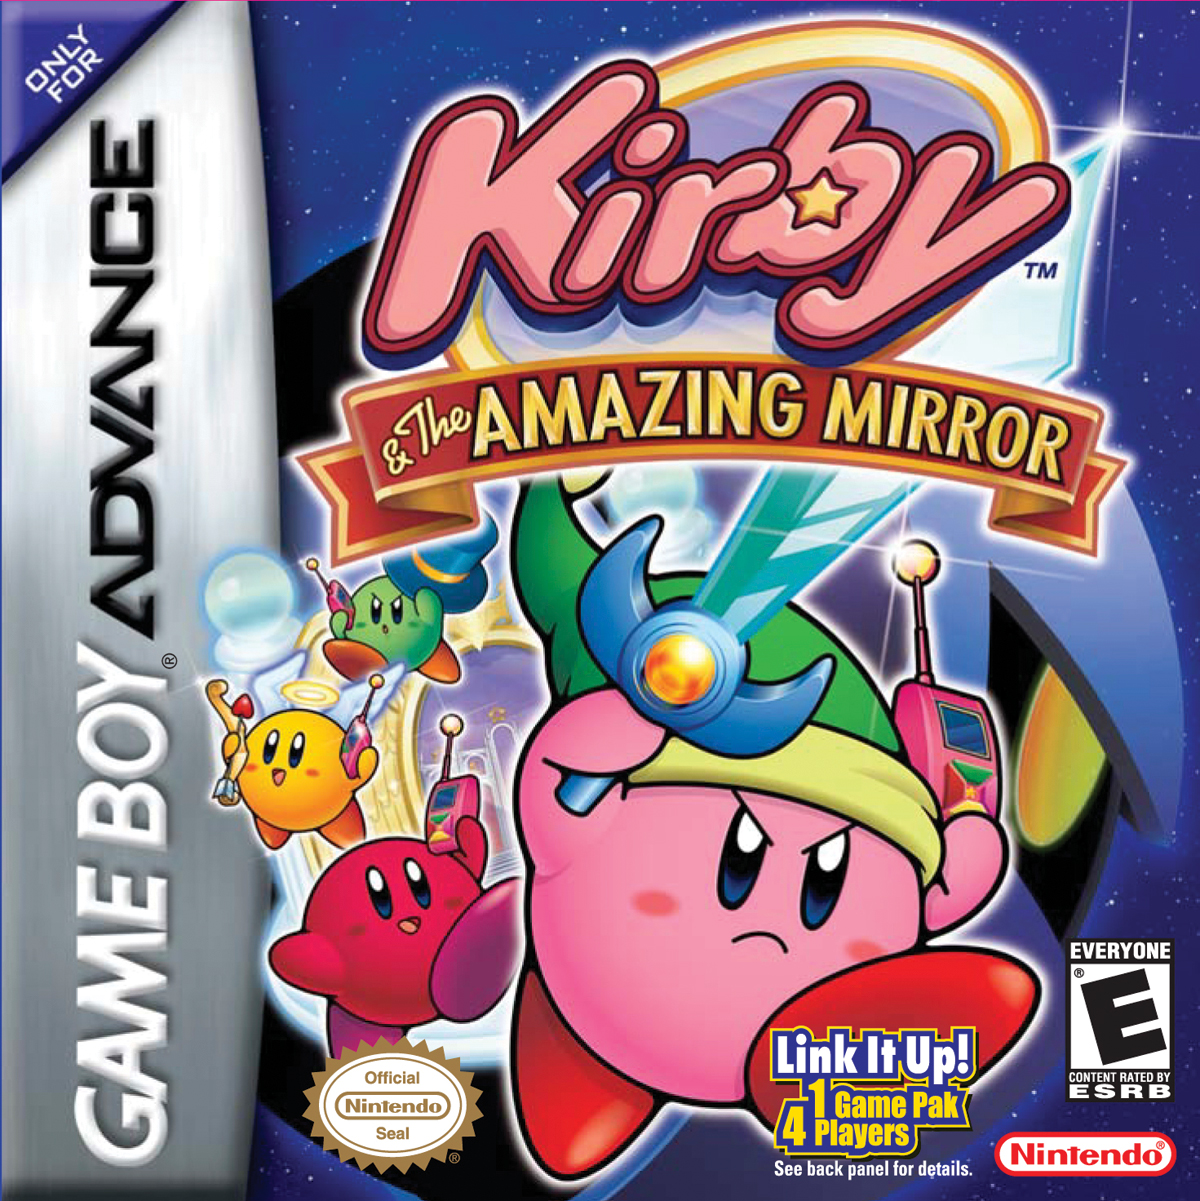 ONLY
FOR
GAME BOY ADVANCE
®
Kirby
TM
& The AMAZING MIRROR
EVERYONE
®
E
CONTENT RATED BY
ESRB
Link It Up!
1 Game Pak
4 Players
See back panel for details.
Official
Nintendo
Seal
®
Nintendo®